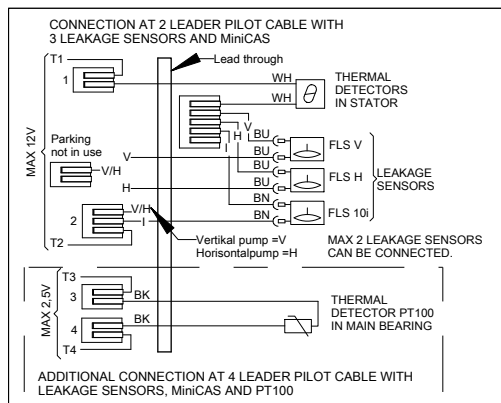 CONNECTION AT 2 LEADER PILOT CABLE WITH
3 LEAKAGE SENSORS AND MiniCAS
T1
Lead through
1
WH
WH
THERMAL
DETECTORS
IN STATOR
MAX 12V
Parking
not in use
V/H
V
H
I
V
BU
FLS V
BU
H
BU
FLS H
BU
BN
FLS 10i
BN
LEAKAGE
SENSORS
2
V/H
I
T2
Vertikal pump =V
Horisontalpump =H
MAX 2 LEAKAGE SENSORS
CAN BE CONNECTED.
MAX 2,5V
T3
3
BK
4
BK
T4
THERMAL
DETECTOR PT100
IN MAIN BEARING
ADDITIONAL CONNECTION AT 4 LEADER PILOT CABLE WITH
LEAKAGE SENSORS, MiniCAS AND PT100